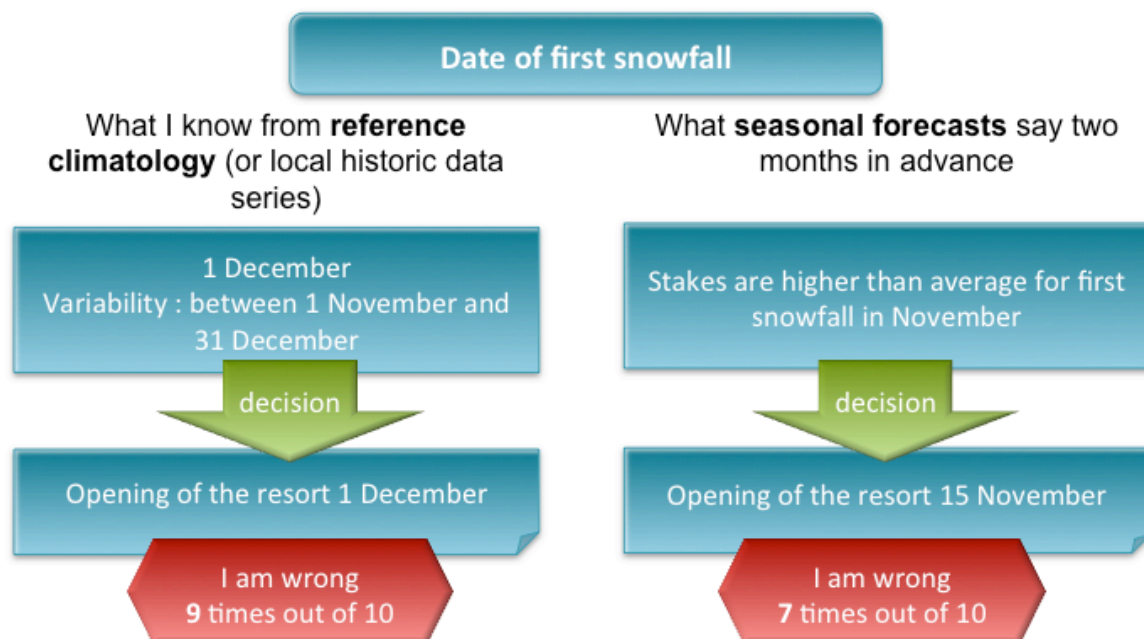 Date of first snowfall
What I know from reference
climatology (or local historic data
series)
1 December
Variability : between 1 November and
31 December
decision
Opening of the resort 1 December
I am wrong
9 times out of 10
What seasonal forecasts say two
months in advance
Stakes are higher than average for first
snowfall in November
decision
Opening of the resort 15 November
I am wrong
7 times out of 10